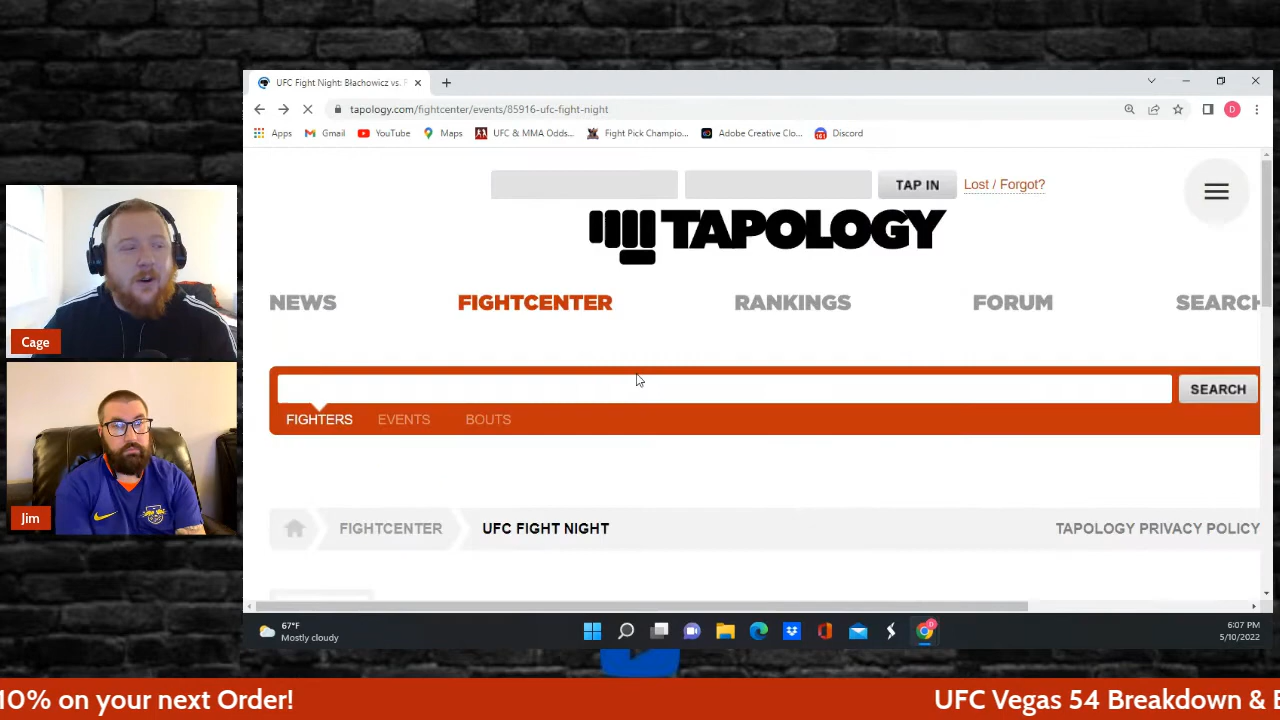 UFC Fight Night: Błachowicz vs.
tapology.com/fightcenter/events/85916-ufc-fight-night
D
Apps Gmail YouTube Maps UFC & MMA Odds... Fight Pick Champio... Adobe Creative Clo... Discord
TAP IN Lost / Forgot?
TAPOLOGY
NEWS FIGHTCENTER RANKINGS FORUM SEARCH
SEARCH
FIGHTERS EVENTS BOUTS
FIGHTCENTER UFC FIGHT NIGHT TAPOLOGY PRIVACY POLICY
Cage
Jim
67°F
Mostly cloudy
6:07 PM
5/10/2022
10% on your next Order! UFC Vegas 54 Breakdown &